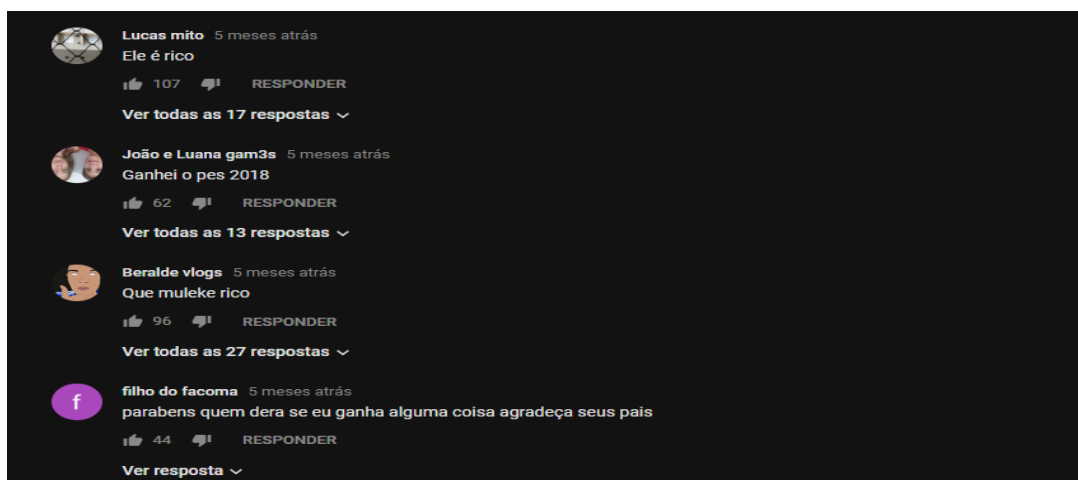 Lucas mito 5 meses atrás
Ele é rico
107 RESPONDER
Ver todas as 17 respostas
João e Luana gam3s 5 meses atrás
Ganhei o pes 2018
62 RESPONDER
Ver todas as 13 respostas
Beralde vlogs 5 meses atrás
Que muleke rico
96 RESPONDER
Ver todas as 27 respostas
f
filho do facoma 5 meses atrás
parabens quem dera se eu ganha alguma coisa agradeça seus pais
44 RESPONDER
Ver resposta